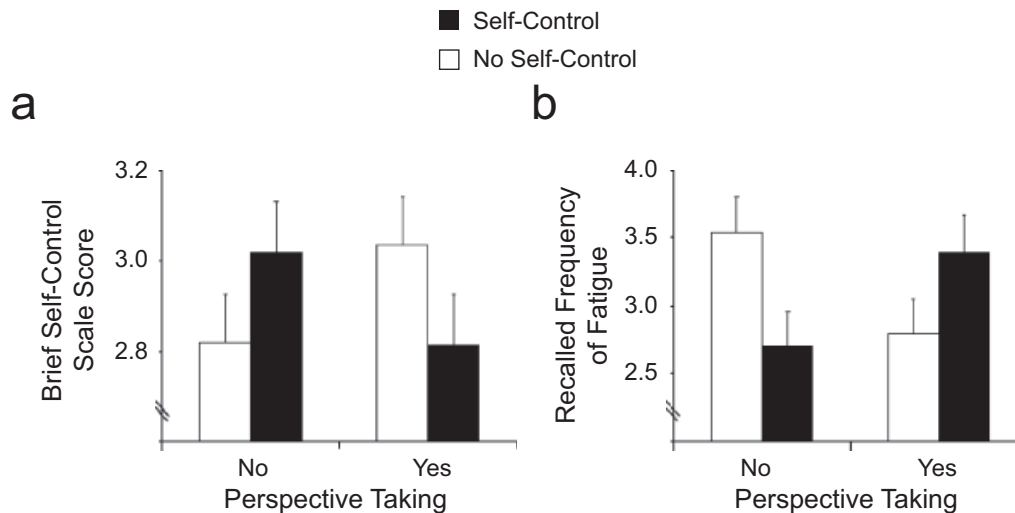 Self-Control
No Self-Control
a
Brief Self-Control
Scale Score
3.2
3.0
2.8
No
Yes
Perspective Taking
b
Recalled Frequency
of Fatigue
4.0
3.5
3.0
2.5
No
Yes
Perspective Taking